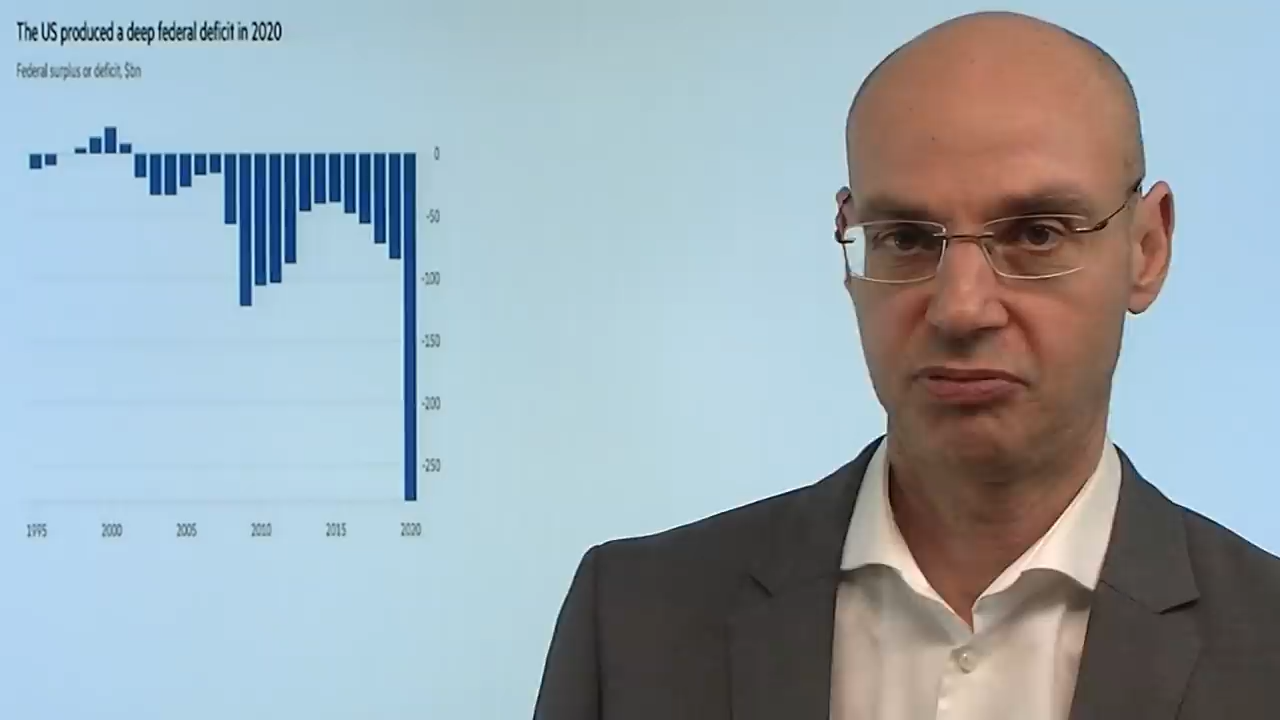 The US produced a deep federal deficit in 2020
Federal surplus or deficit, $bn
0
-50
-100
-150
-200
-250
1995 2000 2005 2010 2015 2020